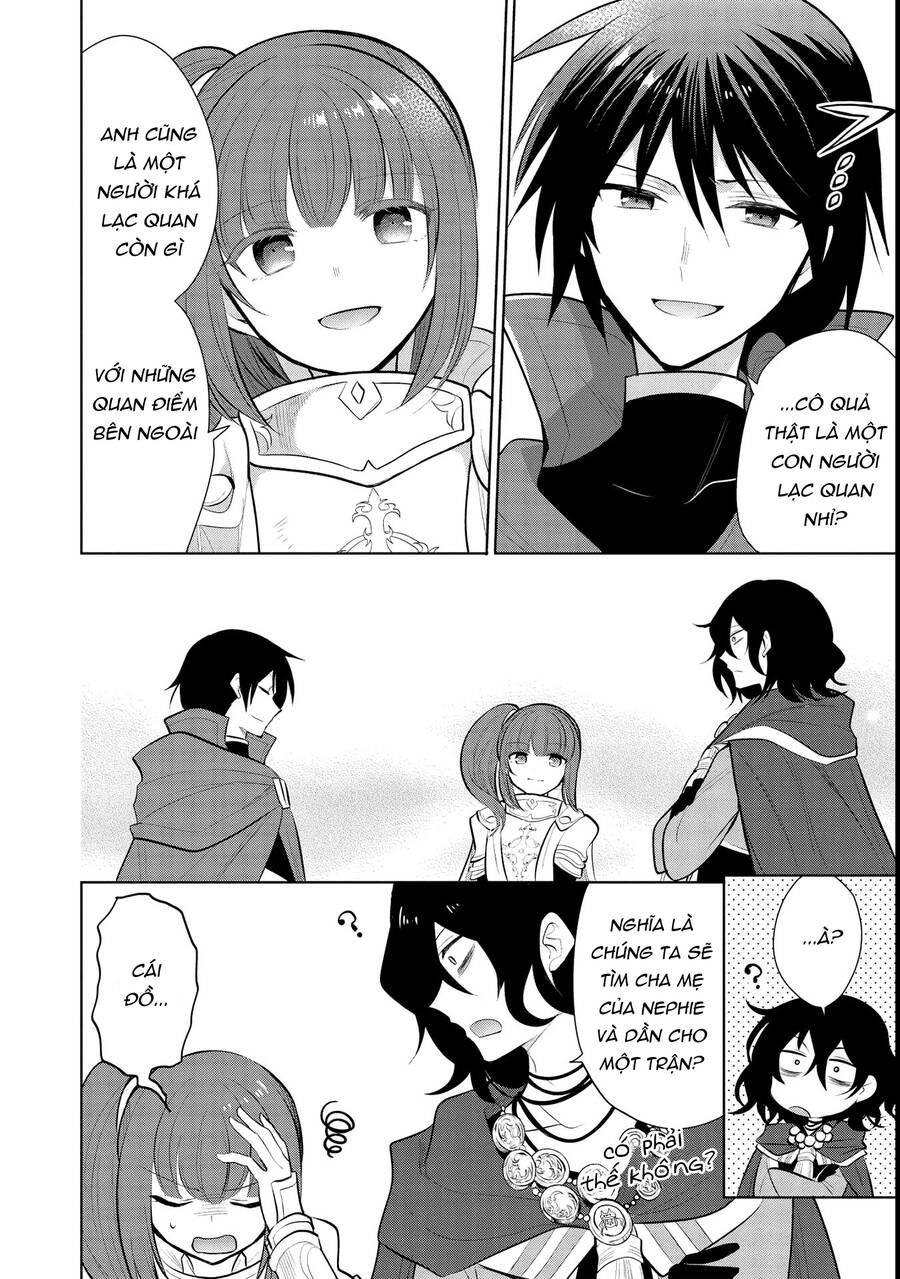 ...CÔ QUẢ
THẬT LÀ MỘT
CON NGƯỜI
LẠC QUAN
NHỈ?
ANH CŨNG
LÀ MỘT
NGƯỜI KHÁ
LẠC QUAN
CÒN GÌ
VỚI NHỮNG
QUAN ĐIỂM
BÊN NGOÀI
...À?
?
NGHĨA LÀ
CHÚNG TA SẼ
TÌM CHA MẸ
CỦA NEPHIE
VÀ DẦN CHO
MỘT TRẬN?
CÓ PHẢI
THẾ KHÔNG?
?
CÁI
ĐỒ...